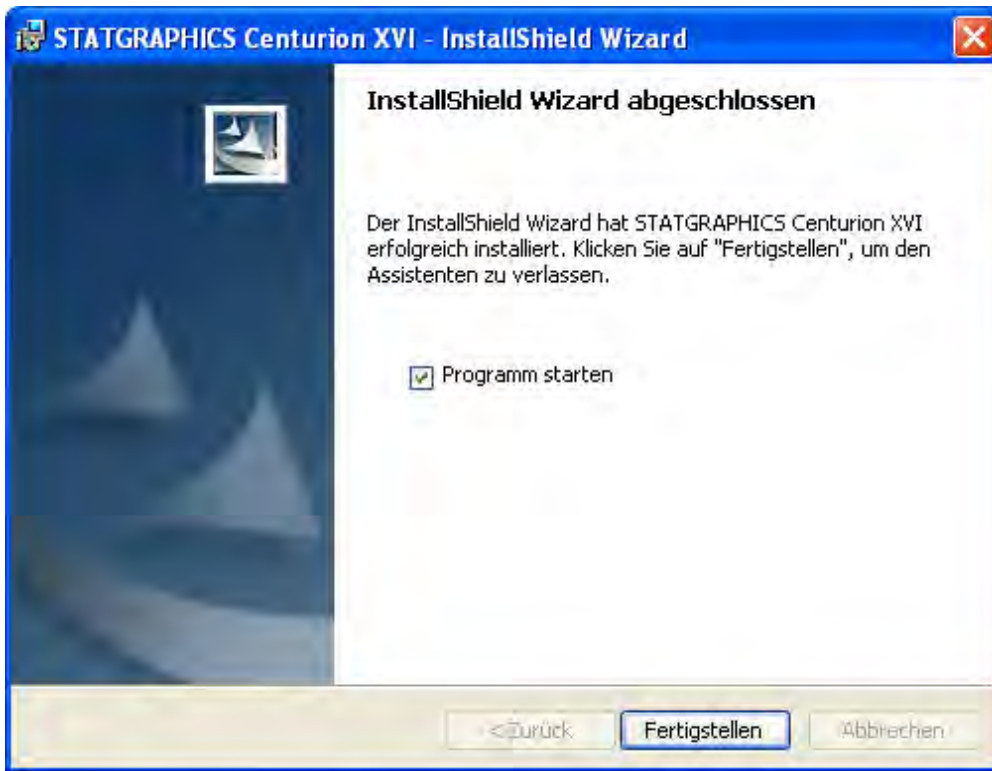 STATGRAPHICS Centurion XVI - InstallShield Wizard
InstallShield Wizard abgeschlossen
Der InstallShield Wizard hat STATGRAPHICS Centurion XVI
erfolgreich installiert. Klicken Sie auf "Fertigstellen", um den
Assistenten zu verlassen.
Programm starten
< Zurück Fertigstellen Abbrechen